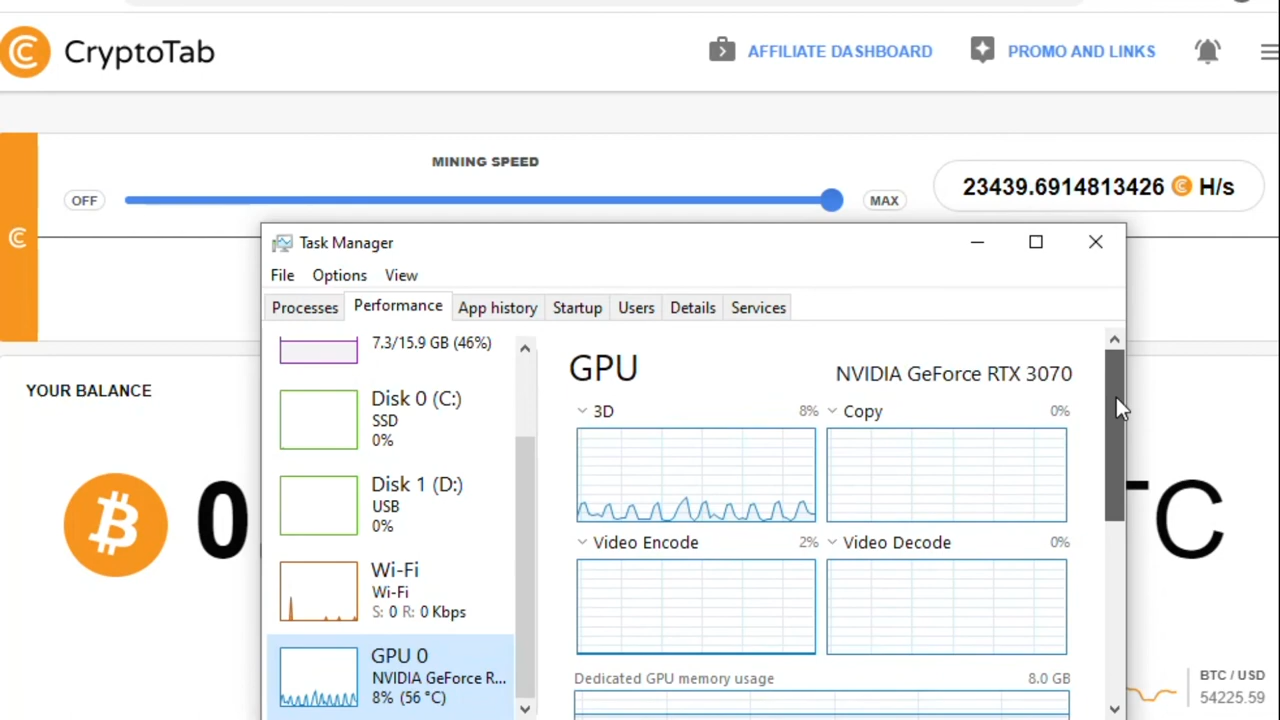 CryptoTab
AFFILIATE DASHBOARD
PROMO AND LINKS
MINING SPEED
OFF
MAX
23439.6914813426 H/s
Task Manager
File Options View
Processes Performance App history Startup Users Details Services
7.3/15.9 GB (46%)
Disk 0 (C:)
SSD
0%
Disk 1 (D:)
USB
0%
Wi-Fi
Wi-Fi
S: 0 R: 0 Kbps
GPU 0
NVIDIA GeForce R...
8% (56 °C)
GPU
NVIDIA GeForce RTX 3070
3D 8%
Copy 0%
Video Encode 2%
Video Decode 0%
Dedicated GPU memory usage 8.0 GB
YOUR BALANCE
0
TC
BTC / USD
54225.59